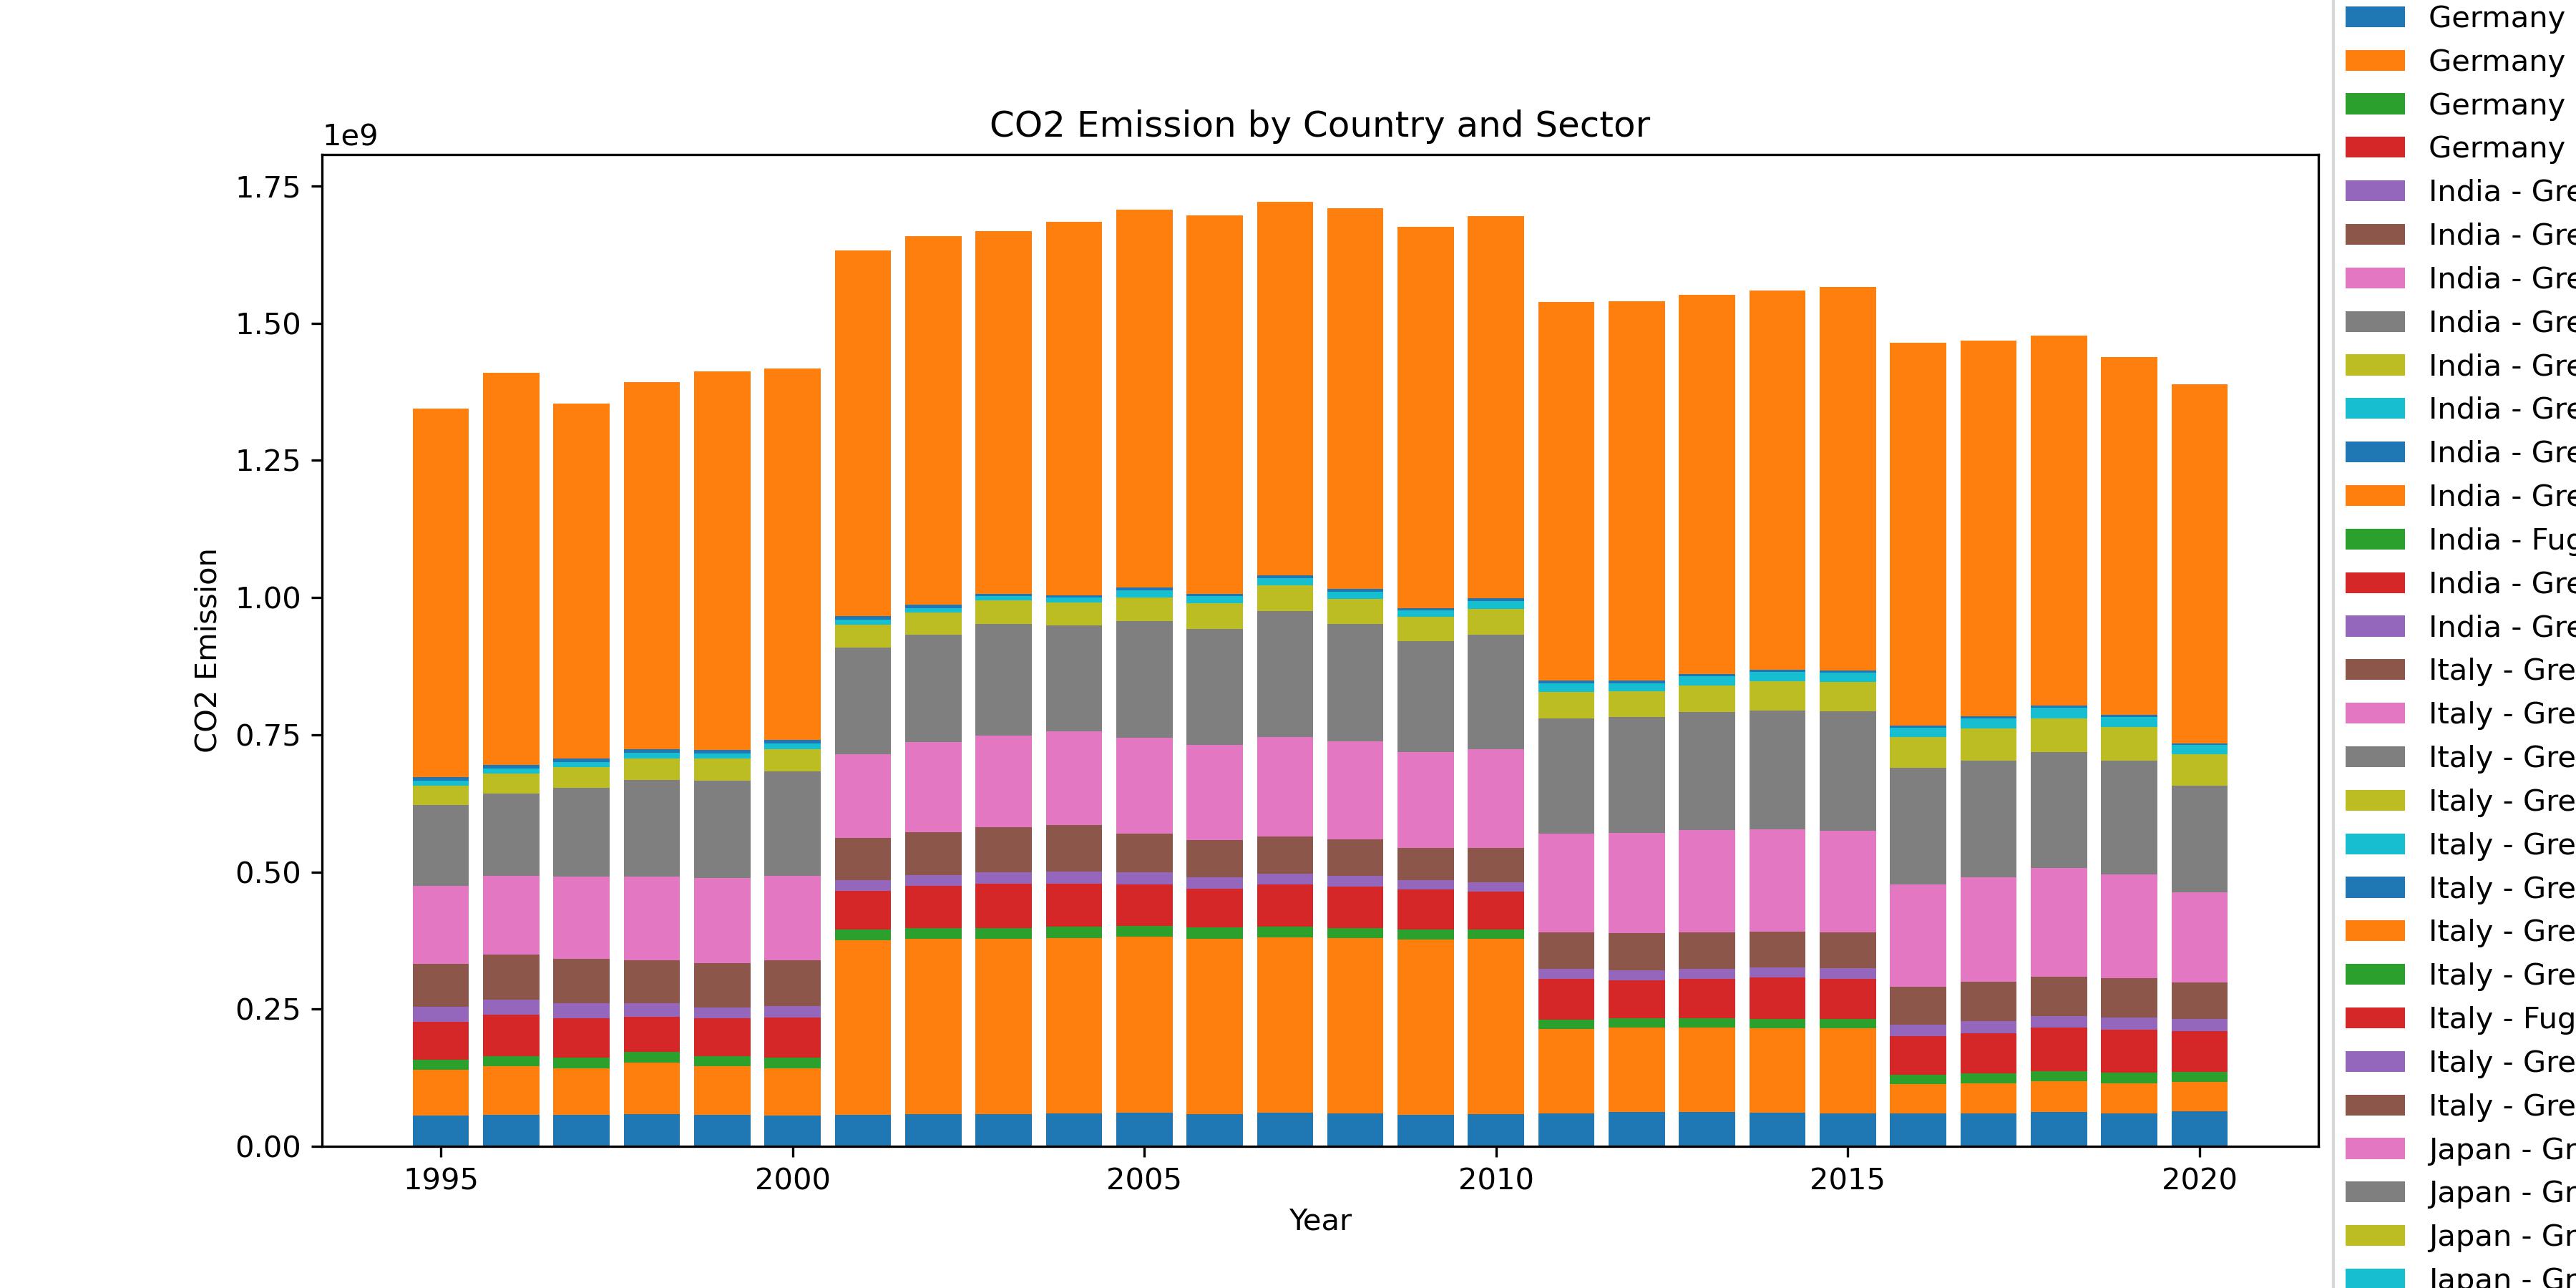 CO2 Emission by Country and Sector
1e9
1.75
1.50
1.25
1.00
0.75
0.50
0.25
0.00
CO2 Emission
1995 2000 2005 2010 2015 2020
Year
Germany
Germany
Germany
Germany
India - Gre
India - Gre
India - Gre
India - Gre
India - Gre
India - Gre
India - Gre
India - Gre
India - Fug
India - Gre
India - Gre
Italy - Gre
Italy - Gre
Italy - Gre
Italy - Gre
Italy - Gre
Italy - Gre
Italy - Gre
Italy - Gre
Italy - Fug
Italy - Gre
Italy - Gre
Japan - Gr
Japan - Gr
Japan - Gr
Japan - Gr